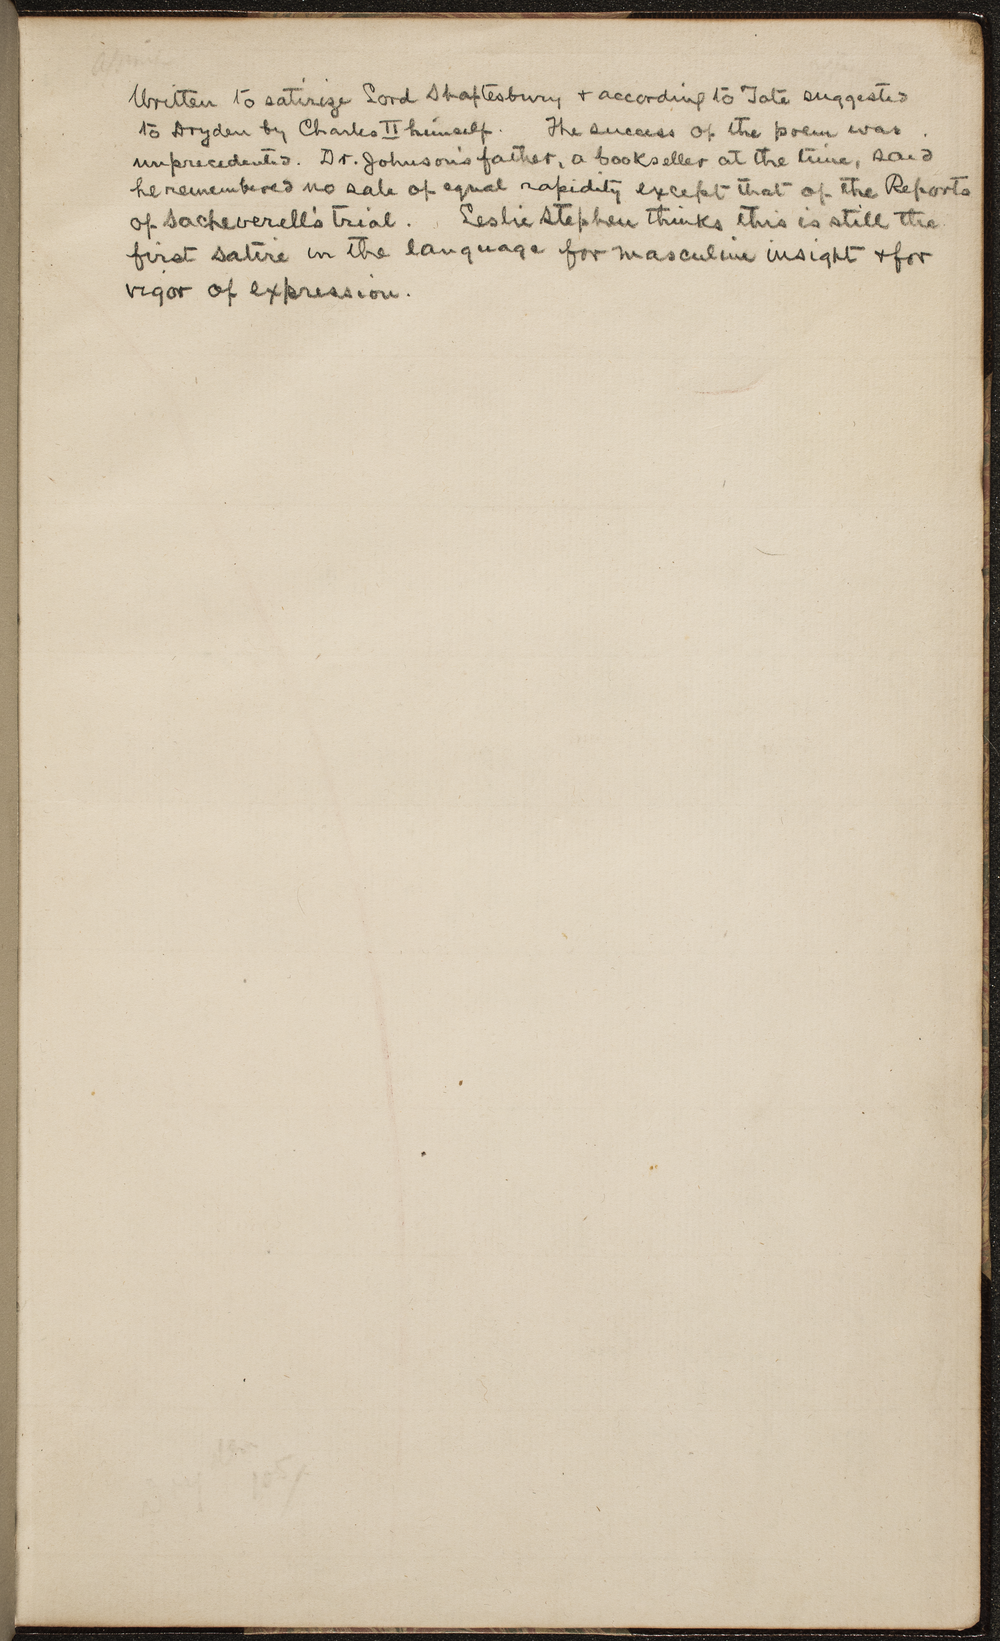 Written to satirize Lord Shaftesbury + according to Tate suggested
to Dryden by Charles II himself. The success of the poem was
unprecedented. Dr. Johnson's father, a bookseller at the time, said
he remembered no sale of equal rapidity except that of the Reports
of Sacheverell's trial. Leslie Stephen thinks this is still the
first satire in the language for masculine insight + for
vigor of expression.